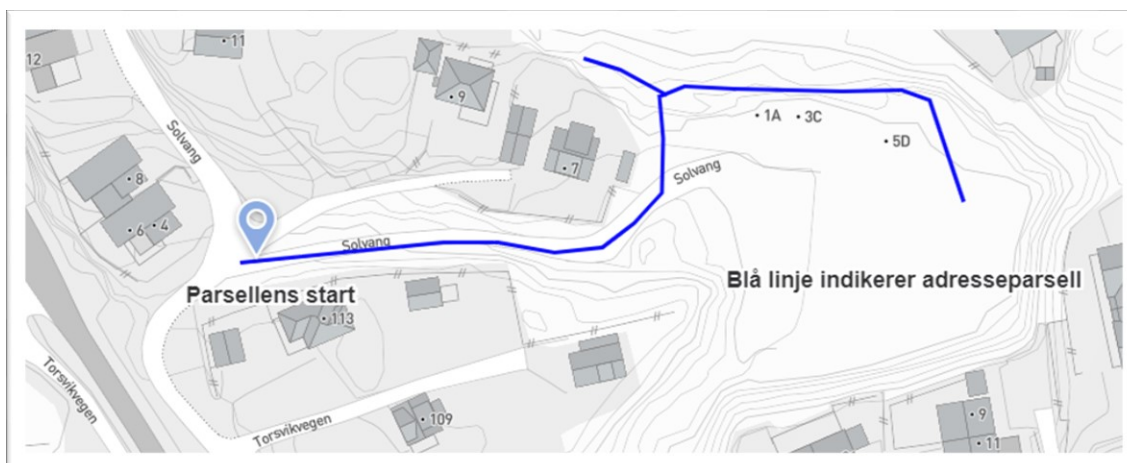 11
12
9
Solvang
1A
3C
5D
7
8
Solvang
6
4
Solvang
Parsellens start
Blå linje indikerer adresseparsell
113
Torsvikvegen
109
9
Torsvikvegen
11